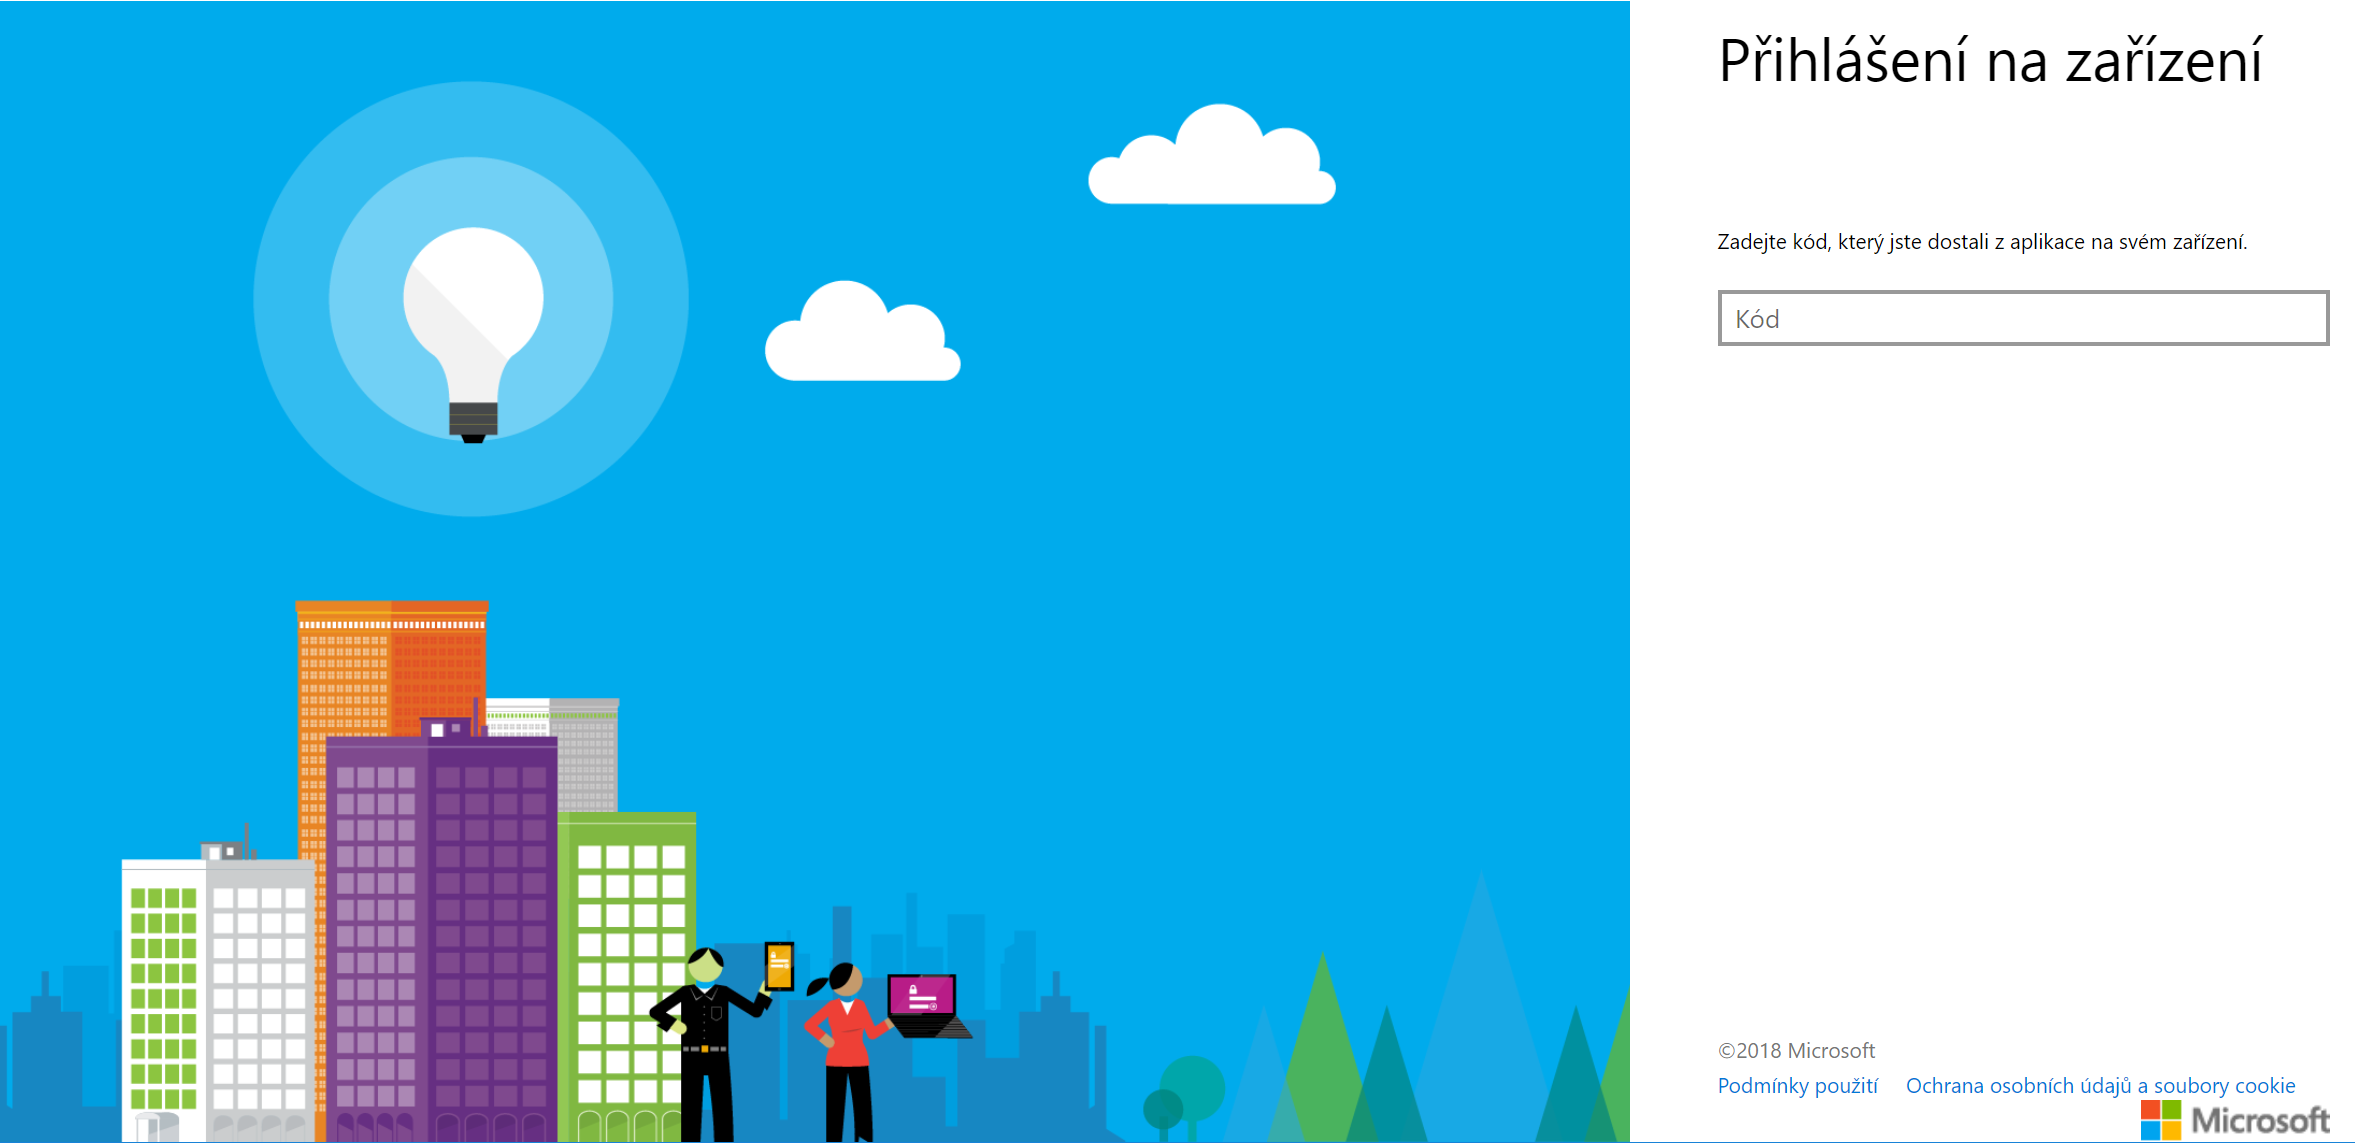 Přihlášení na zařízení
Zadejte kód, který jste dostali z aplikace na svém zařízení.
Kód
©2018 Microsoft
Podmínky použití Ochrana osobních údajů a soubory cookie
Microsoft